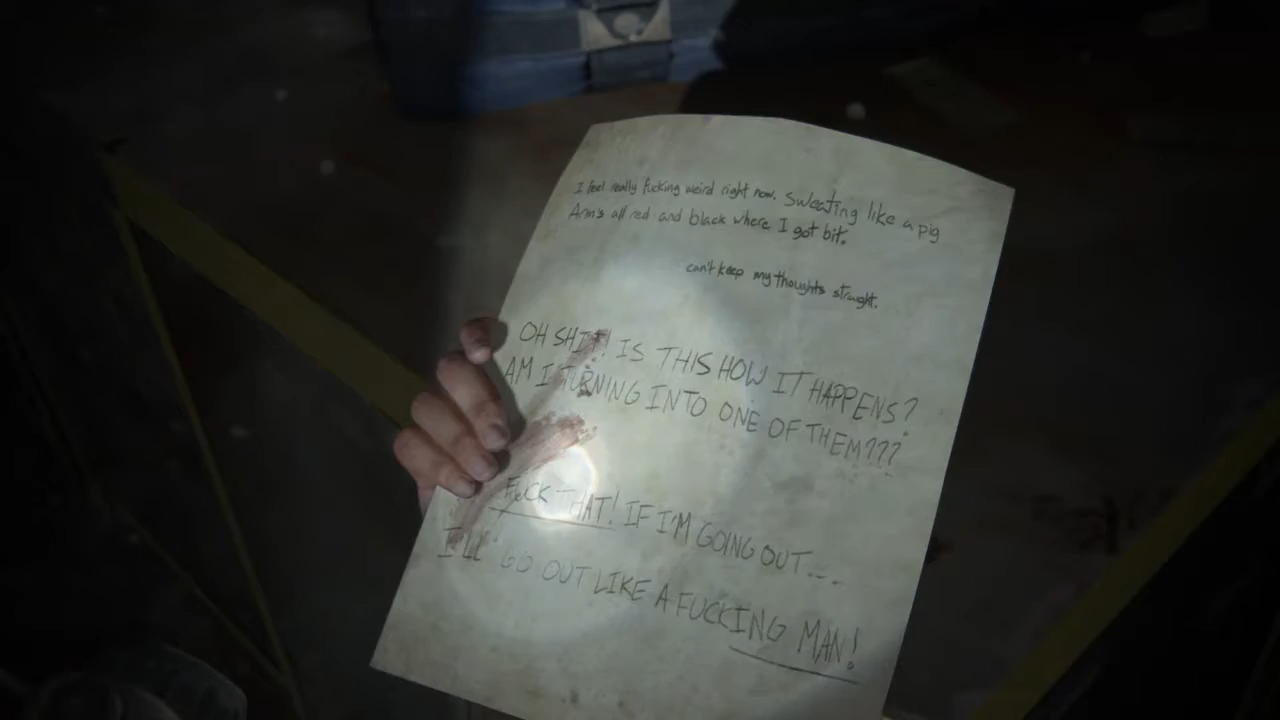 I feel really fucking weird right now. Sweating like a pig
Arm's all red and black where I got bit.
can't keep my thoughts straight.
OH SHIT! IS THIS HOW IT HAPPENS?
AM I TURNING INTO ONE OF THEM???
FUCK THAT! IF I'M GOING OUT...
I'LL GO OUT LIKE A FUCKING MAN!